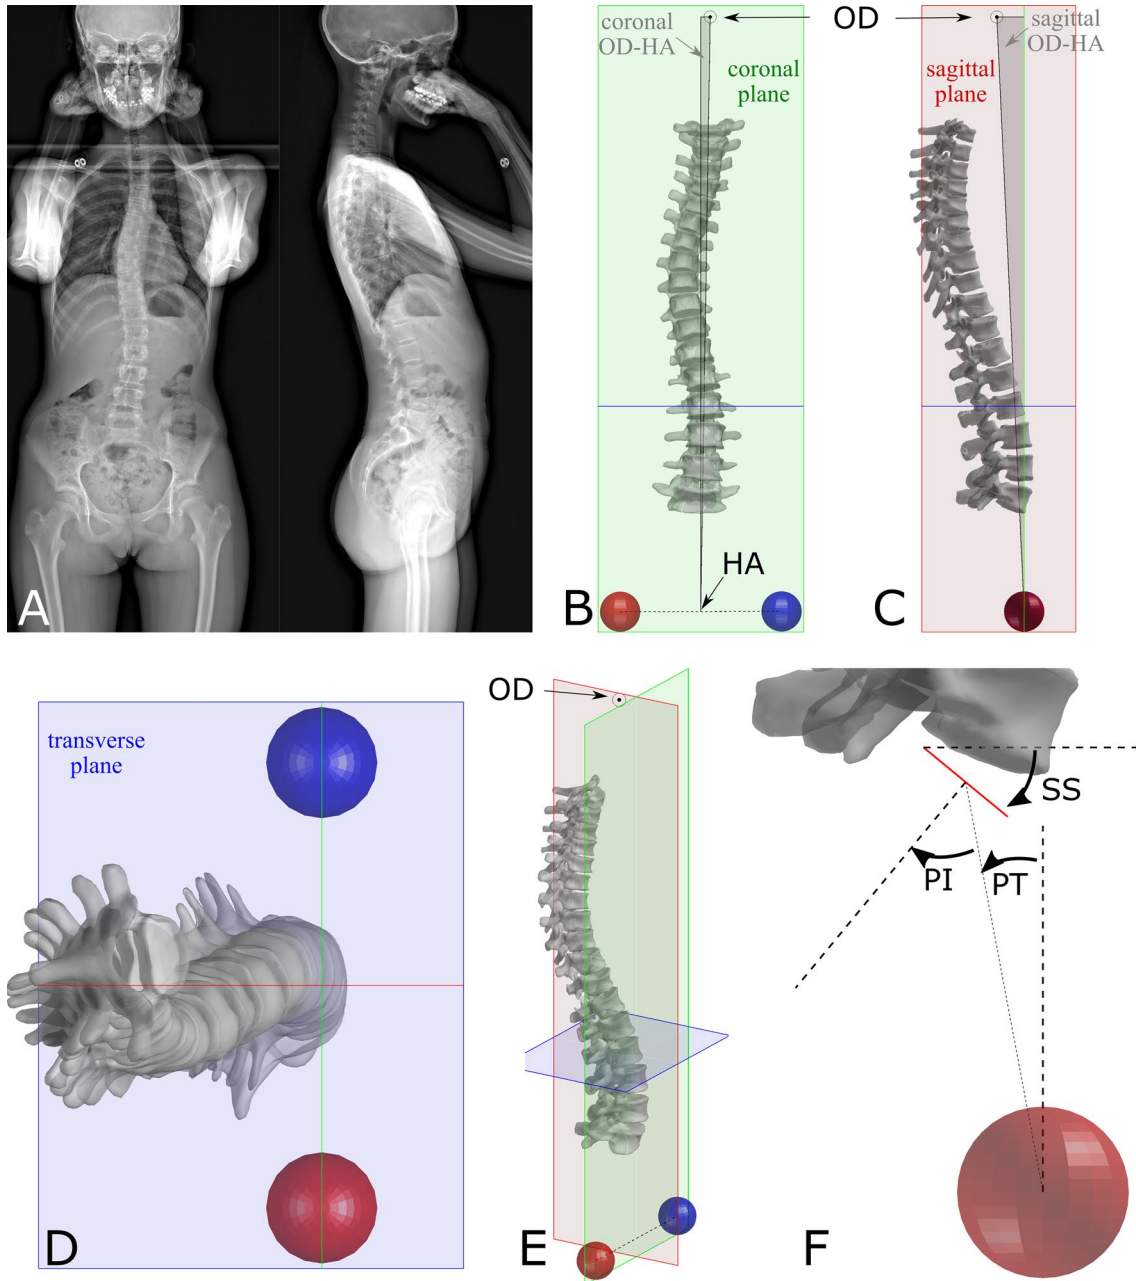 A
coronal
OD-HA
OD
sagittal
OD-HA
coronal
plane
sagittal
plane
HA
B
C
transverse
plane
D
OD
E
SS
PI
PT
F